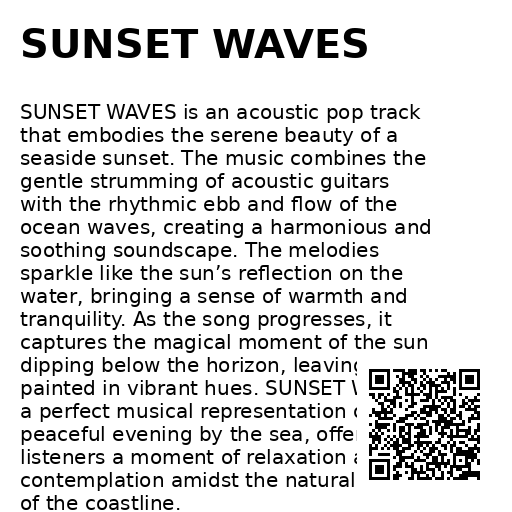 SUNSET WAVES
SUNSET WAVES is an acoustic pop track
that embodies the serene beauty of a
seaside sunset. The music combines the
gentle strumming of acoustic guitars
with the rhythmic ebb and flow of the
ocean waves, creating a harmonious and
soothing soundscape. The melodies
sparkle like the sun’s reflection on the
water, bringing a sense of warmth and
tranquility. As the song progresses, it
captures the magical moment of the sun
dipping below the horizon, leaving
painted in vibrant hues. SUNSET
a perfect musical representation
peaceful evening by the sea,
listeners a moment of relaxation
contemplation amidst the natural
of the coastline.